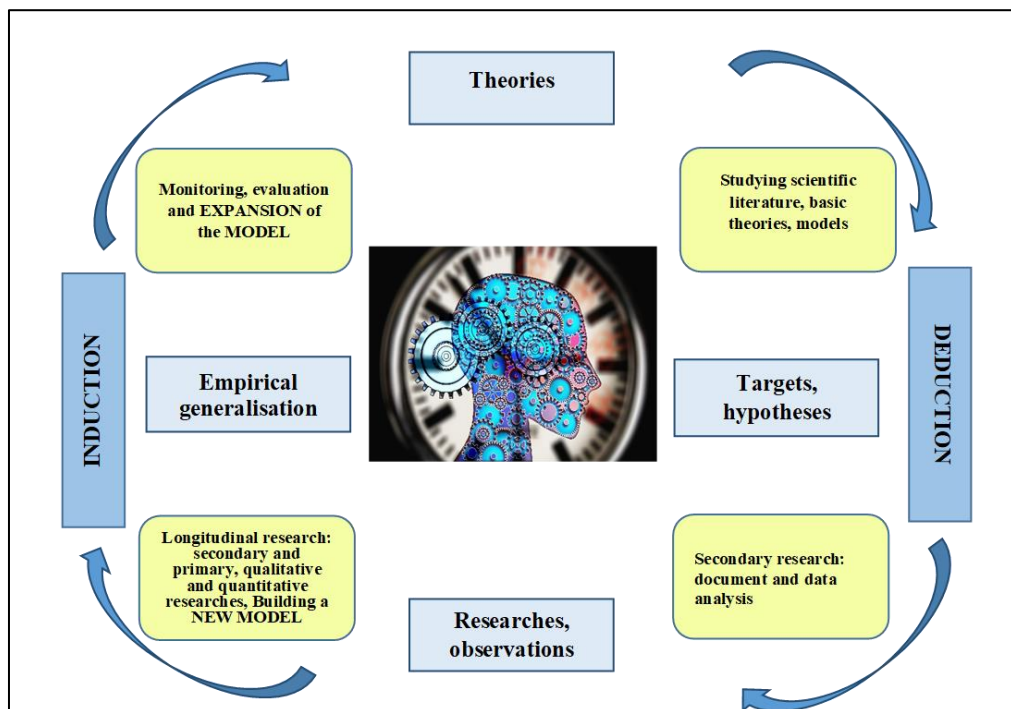 Theories
Monitoring, evaluation
and EXPANSION of
the MODEL
Studying scientific
literature, basic
theories, models
INDUCTION
Empirical
generalisation
Targets,
hypotheses
DEDUCTION
Longitudinal research:
secondary and
primary, qualitative
and quantitative
researches, Building a
NEW MODEL
Secondary research:
document and data
analysis
Researches,
observations